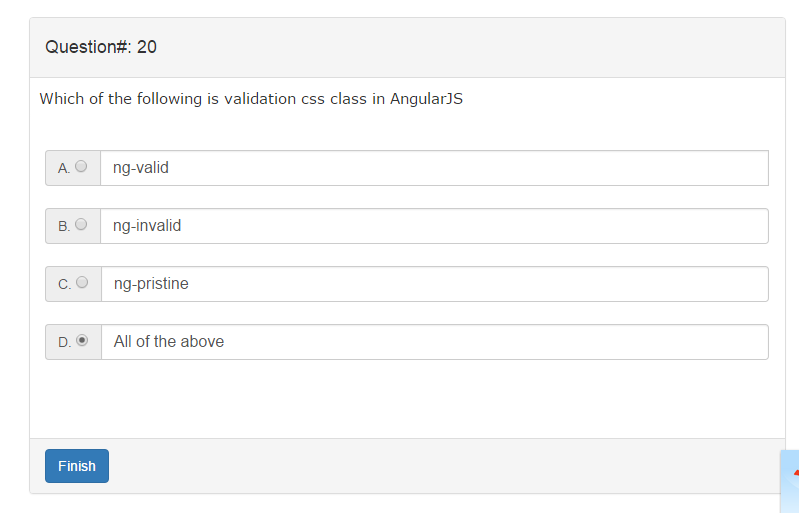 Question#: 20
Which of the following is validation css class in AngularJS
A. ng-valid
B. ng-invalid
C. ng-pristine
D. All of the above
Finish